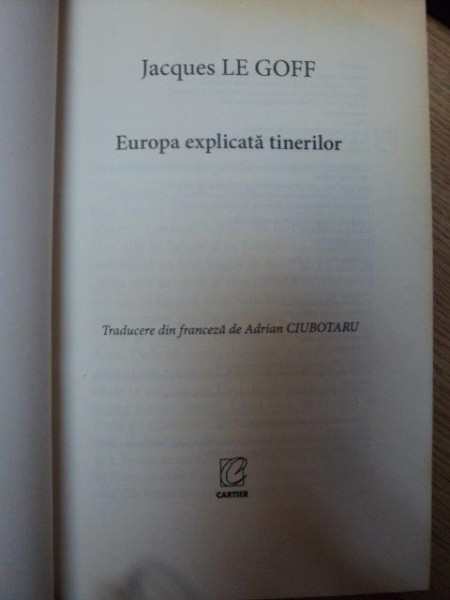 Jacques LE GOFF
Europa explicată tinerilor
Traducere din franceză de Adrian CIUBOTARU
CARTIER